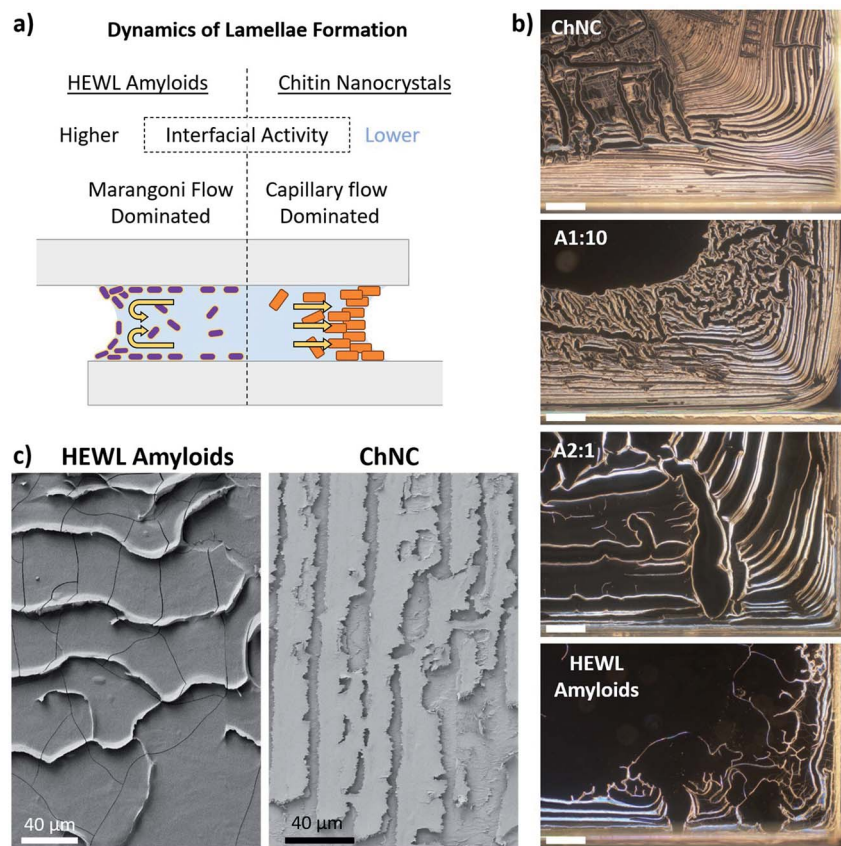 a)
Dynamics of Lamellae Formation
HEWL Amyloids
Chitin Nanocrystals
Higher
Interfacial Activity
Lower
Marangoni Flow
Dominated
Capillary flow
Dominated
b)
ChNC
A1:10
A2:1
HEWL
Amyloids
c)
HEWL Amyloids
ChNC
40 µm
40 µm